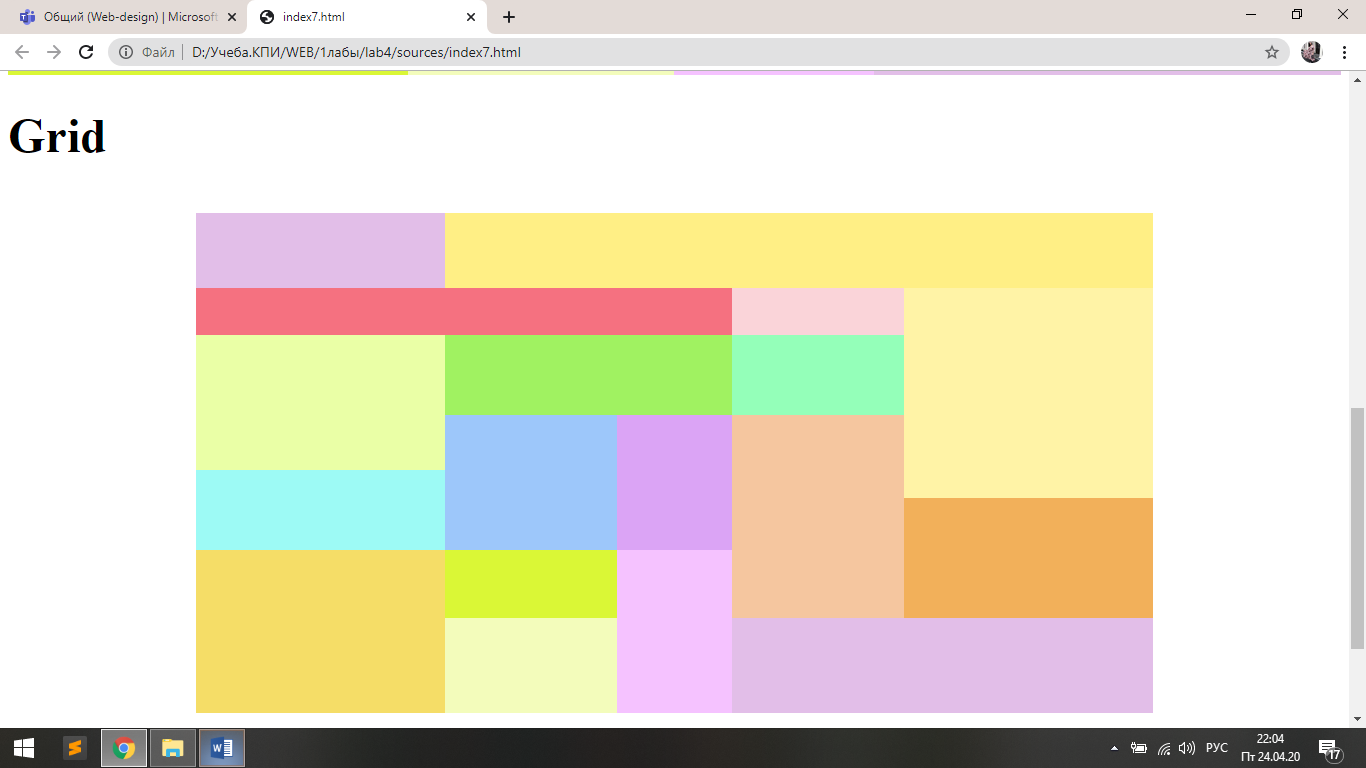 Общий (Web-design) | Microsoft
index7.html
Файл
D:/Учеба.КПИ/WEB/1лабы/lab4/sources/index7.html
Grid
РУС
22:04
Пт 24.04.20
17